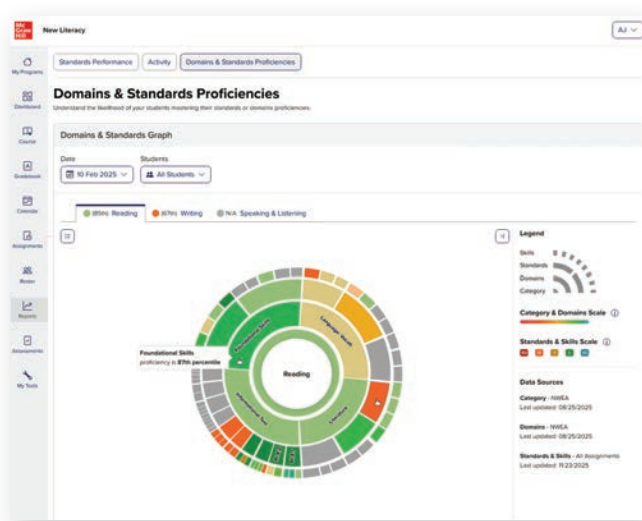 Mc
Graw
Hill
New Literacy
AJ
My Programs
Dashboard
Course
Gradebook
Calendar
Assignments
Roster
Reports
Assessments
My Tools
Standards Performance
Activity
Domains & Standards Proficiencies
Domains & Standards Proficiencies
Understand the likelihood of your students mastering their standards or domains proficiencies.
Domains & Standards Graph
Date
Students
10 Feb 2025
All Students
Reading
Writing
N/A Speaking & Listening
Foundational Skills
Language Vocab
Informational Text
Literature
Reading
Foundational Skills
proficiency is 87th percentile
Legend
Skills
Standards
Domains
Category
Category & Domains Scale
Standards & Skills Scale
Data Sources
Category - NWEA
Last updated: 08/25/2025
Domains - NWEA
Last updated: 08/25/2025
Standards & Skills - All Assignments
Last updated: 11/23/2025